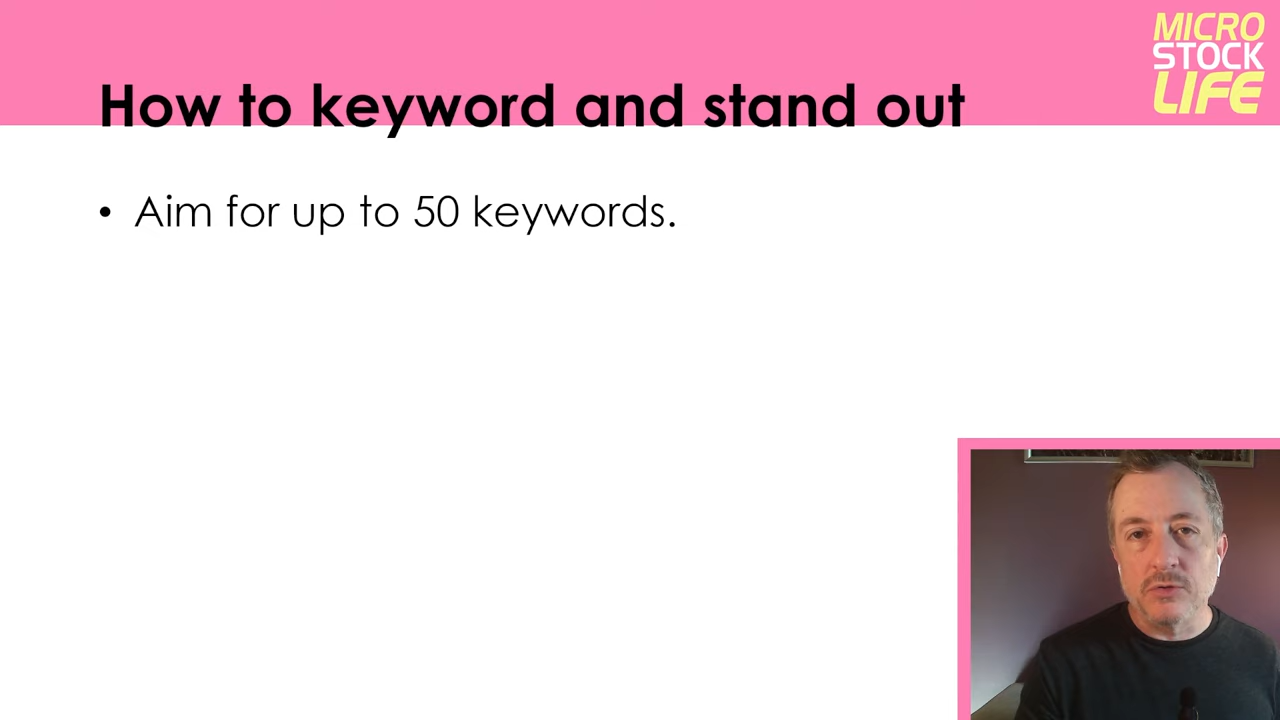 MICRO
STOCK
LIFE
How to keyword and stand out
• Aim for up to 50 keywords.